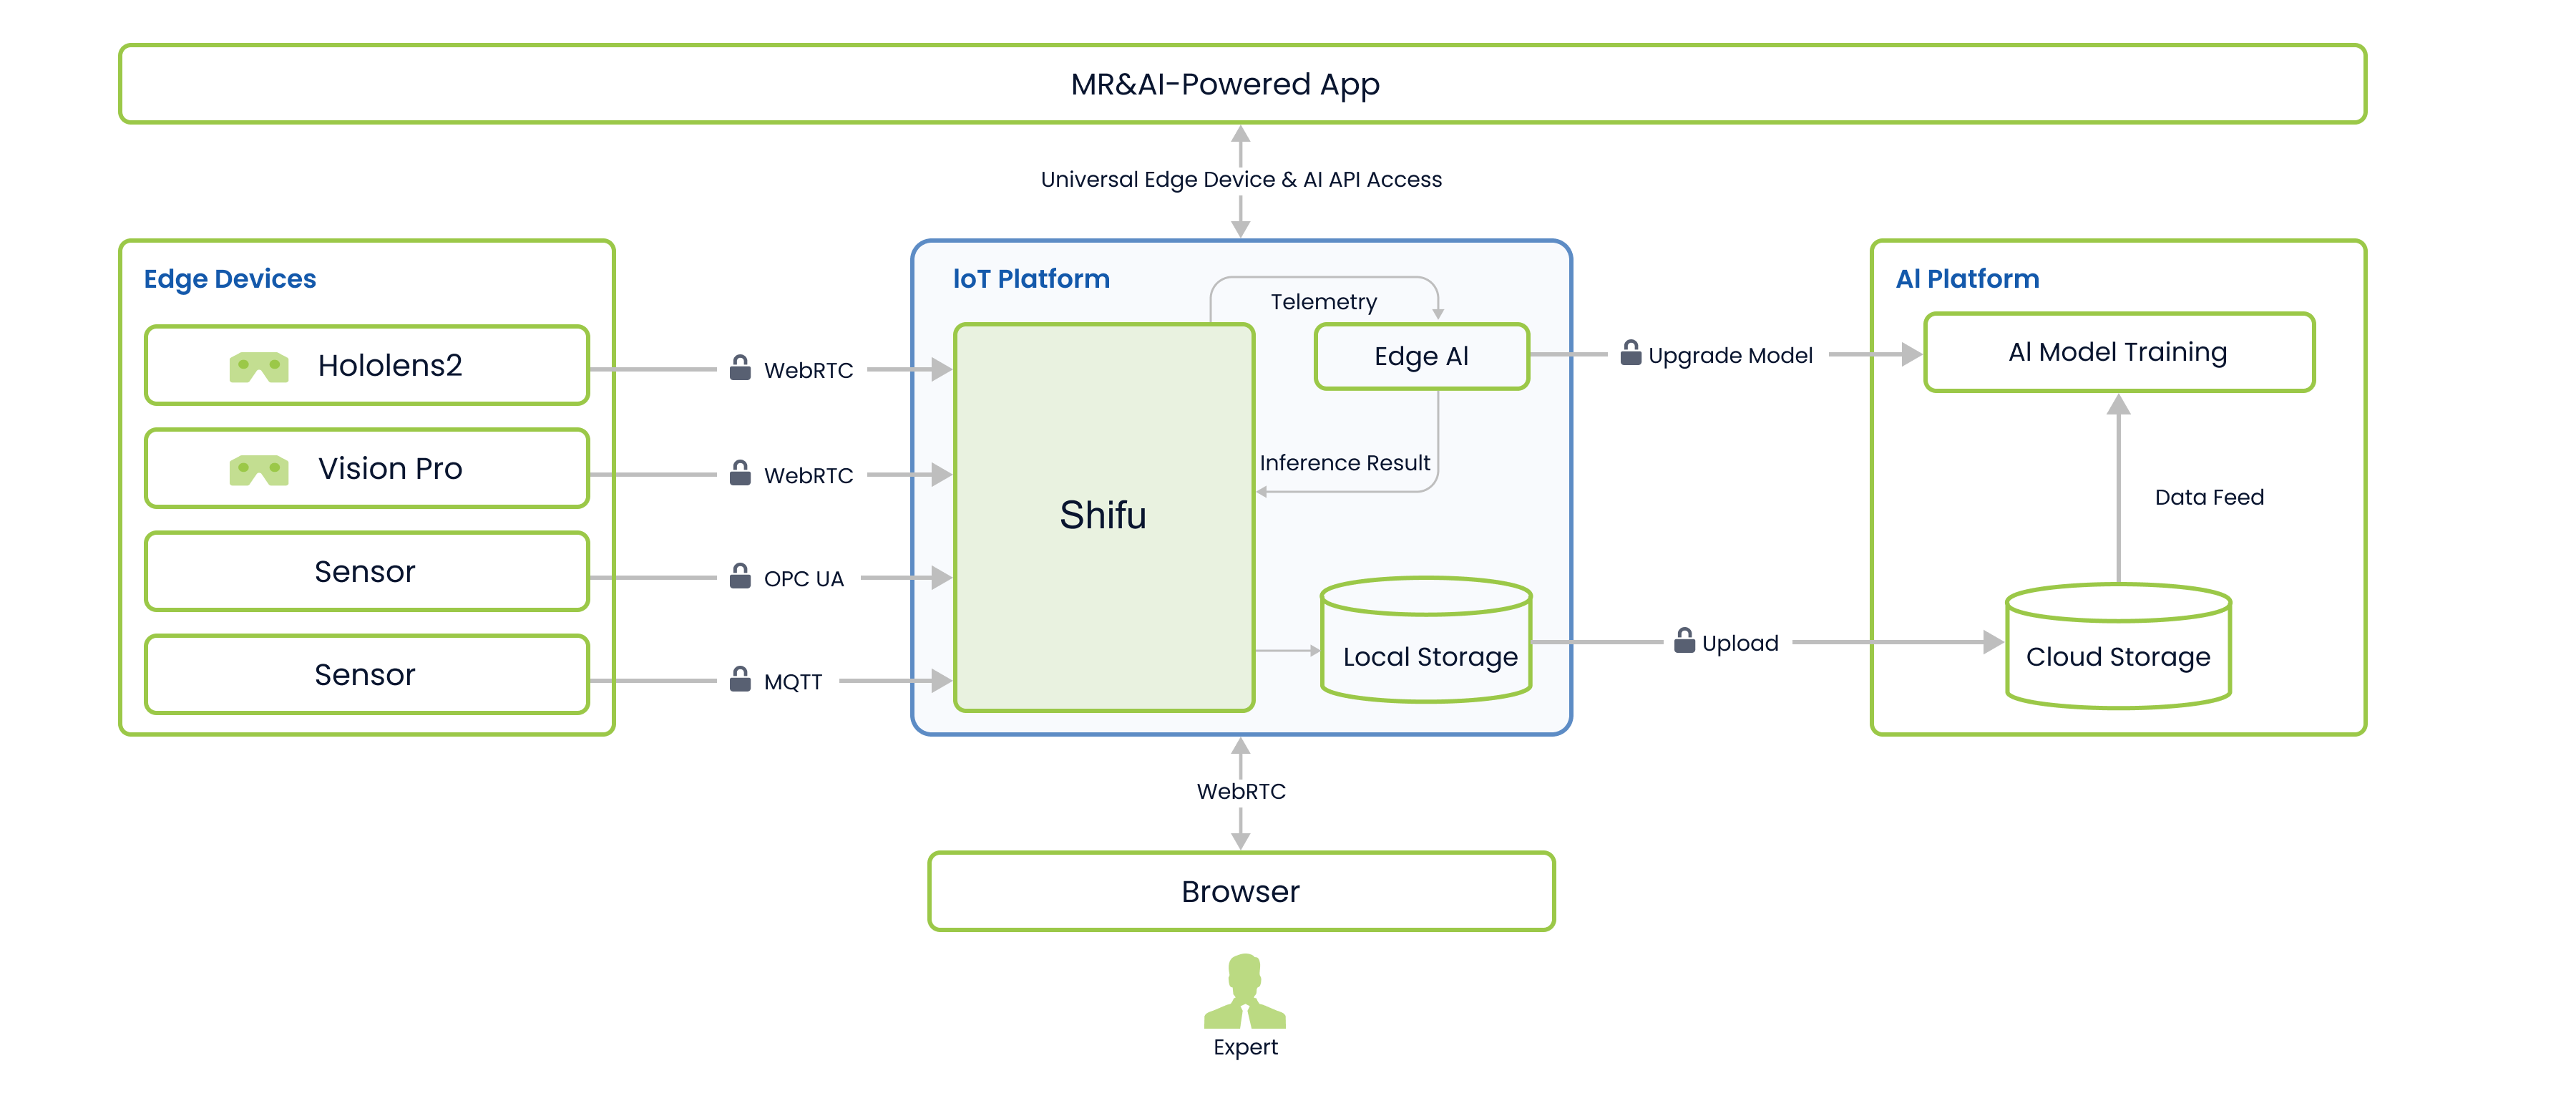 MR&AI-Powered App
Universal Edge Device & AI API Access
Edge Devices
Hololens2
Vision Pro
Sensor
Sensor
WebRTC
WebRTC
OPC UA
MQTT
IoT Platform
Telemetry
Shifu
Edge AI
Inference Result
Local Storage
Upgrade Model
Upload
AI Platform
AI Model Training
Data Feed
Cloud Storage
WebRTC
Browser
Expert